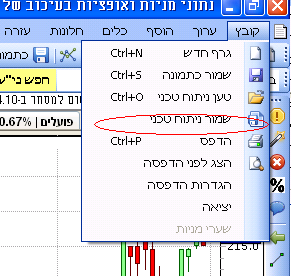 נתוני מניות ואופציות בעיכוב של
קובץ ערוך הוסף כלים חלונות
גרף חדש Ctrl+N
שמור כתמונה Ctrl+S
טען ניתוח טכני Ctrl+O
שמור ניתוח טכני
הדפס Ctrl+P
הצג לפני הדפסה
הגדרות הדפסה
יציאה
שערי מניות
כתמונה
חפש ני"ע
למסחר ב 4.10
פועלים | 0.67%
215.0